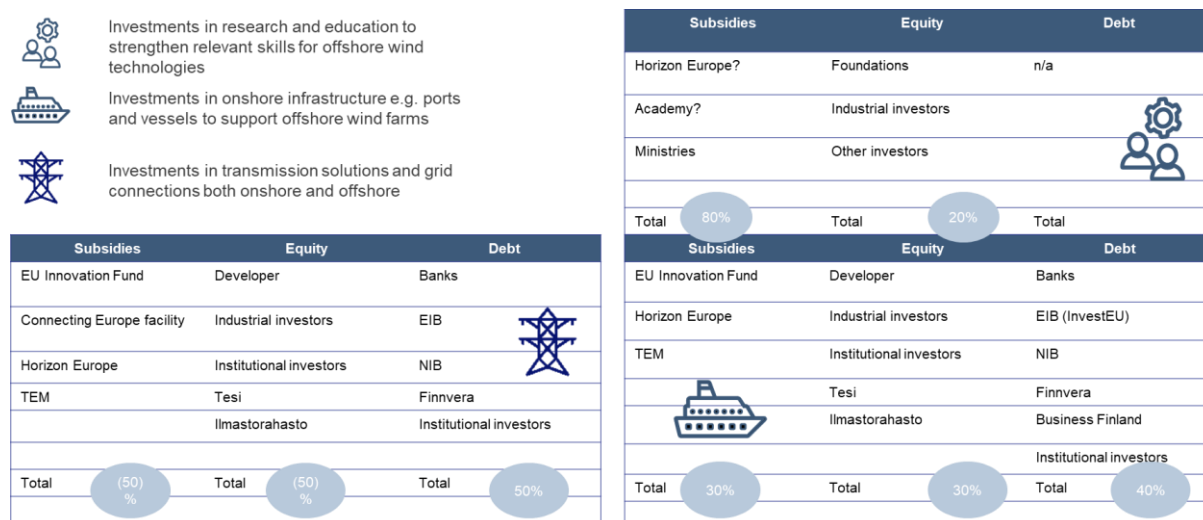 Investments in research and education to
strengthen relevant skills for offshore wind
technologies
Investments in onshore infrastructure e.g. ports
and vessels to support offshore wind farms
Investments in transmission solutions and grid
connections both onshore and offshore
Subsidies Equity Debt
Horizon Europe? Foundations n/a
Academy? Industrial investors
Ministries Other investors
Total 80% Total 20% Total
Subsidies Equity Debt
EU Innovation Fund Developer Banks
Connecting Europe facility Industrial investors EIB
Horizon Europe Institutional investors NIB
TEM Tesi Finnvera
Ilmastorahasto Institutional investors
Total (50) % Total (50) % Total 50%
Subsidies Equity Debt
EU Innovation Fund Developer Banks
Horizon Europe Industrial investors EIB (InvestEU)
TEM Institutional investors NIB
Tesi Finnvera
Ilmastorahasto Business Finland
Institutional investors
Total 30% Total 30% Total 40%